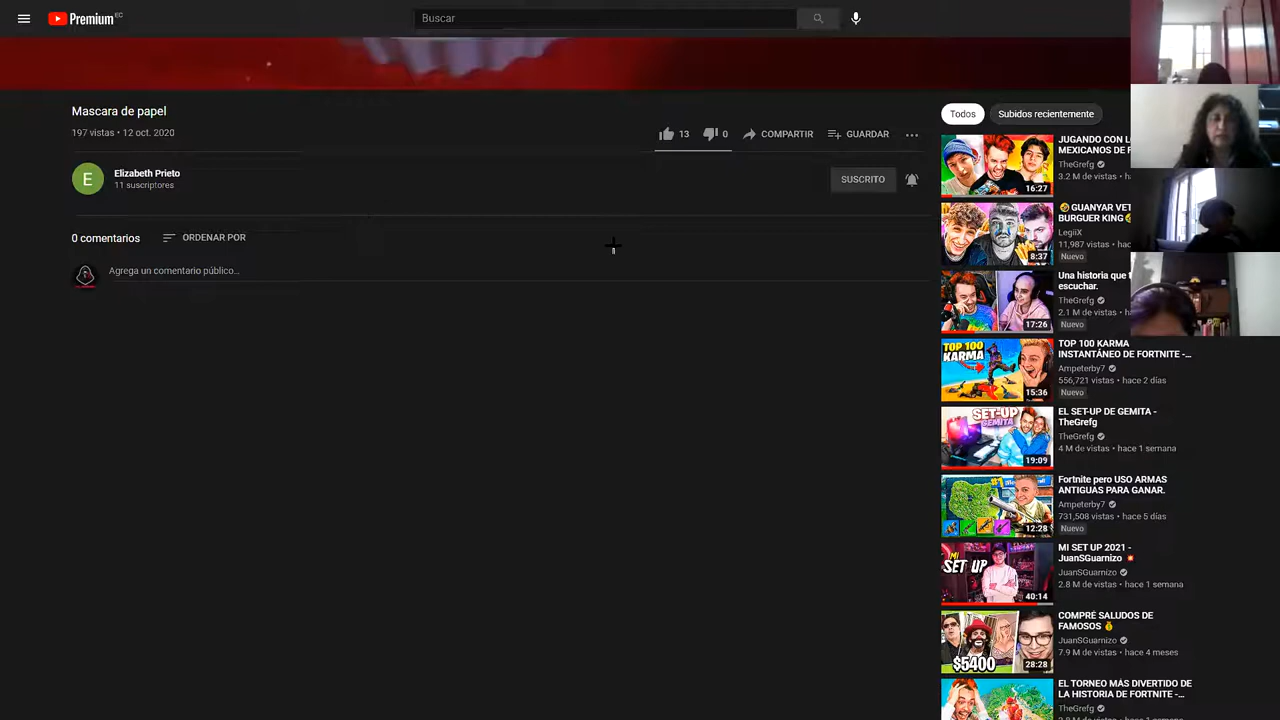 Premium EC
Buscar
Mascara de papel
197 vistas • 12 oct. 2020
13
0
COMPARTIR
GUARDAR
E
Elizabeth Prieto
11 suscriptores
SUSCRITO
0 comentarios
ORDENAR POR
Agrega un comentario público...
Todos
Subidos recientemente
JUGANDO CON
MEXICANOS DE
TheGrefg
3.2 M de vistas •
16:27
GUANYAR
BURGUER KING
LegiiX
11,987 vistas •
Nuevo
8:37
Una historia que
escuchar.
TheGrefg
2.1 M de vistas •
Nuevo
17:26
TOP 100 KARMA
INSTANTÁNEO DE FORTNITE -...
Ampeterby7
556,721 vistas • hace 2 días
Nuevo
TOP 100
KARMA
15:36
EL SET-UP DE GEMITA -
TheGrefg
TheGrefg
4 M de vistas • hace 1 semana
SET-UP
GEMITA
19:09
Fortnite pero USO ARMAS
ANTIGUAS PARA GANAR.
Ampeterby7
731,508 vistas • hace 5 días
Nuevo
12:28
MI SET UP 2021 -
JuanSGuarnizo
JuanSGuarnizo
2.8 M de vistas • hace 1 semana
MI
SET UP
40:14
COMPRÉ SALUDOS DE
FAMOSOS
JuanSGuarnizo
7.9 M de vistas • hace 4 meses
$5400
28:28
EL TORNEO MÁS DIVERTIDO DE
LA HISTORIA DE FORTNITE -...
TheGrefg